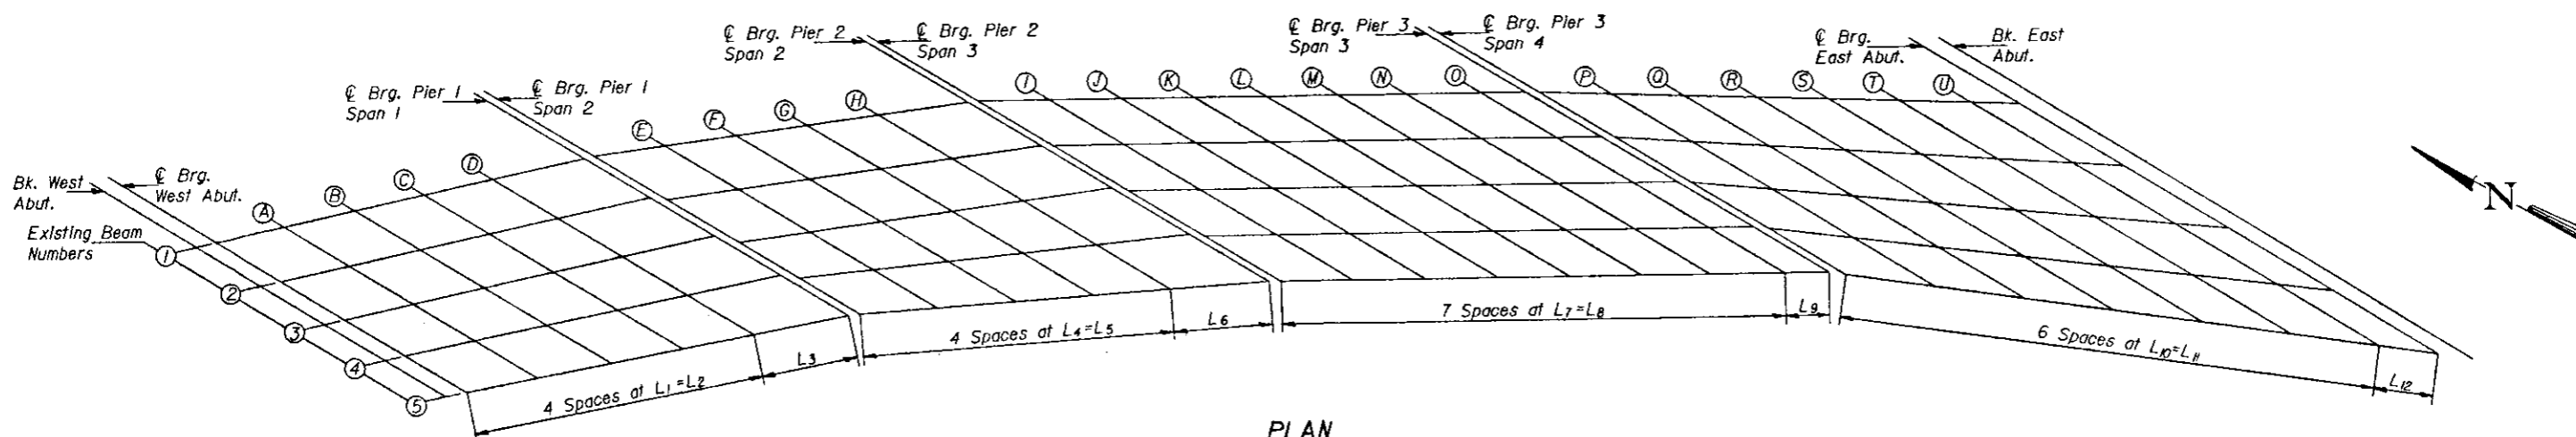 ℄ Brg. Pier 2
Span 2
℄ Brg. Pier 2
Span 3
℄ Brg. Pier 3
Span 3
℄ Brg. Pier 3
Span 4
℄ Brg.
East Abut.
Bk. East
Abut.
℄ Brg. Pier 1
Span 1
℄ Brg. Pier 1
Span 2
Bk. West
Abut.
℄ Brg.
West Abut.
Existing Beam
Numbers
A
B
C
D
E
F
G
H
I
J
K
L
M
N
O
P
Q
R
S
T
U
1
2
3
4
5
N
4 Spaces at L1=L2
L3
4 Spaces at L4=L5
L6
7 Spaces at L7=L8
L9
6 Spaces at L10=L11
L12
PLAN